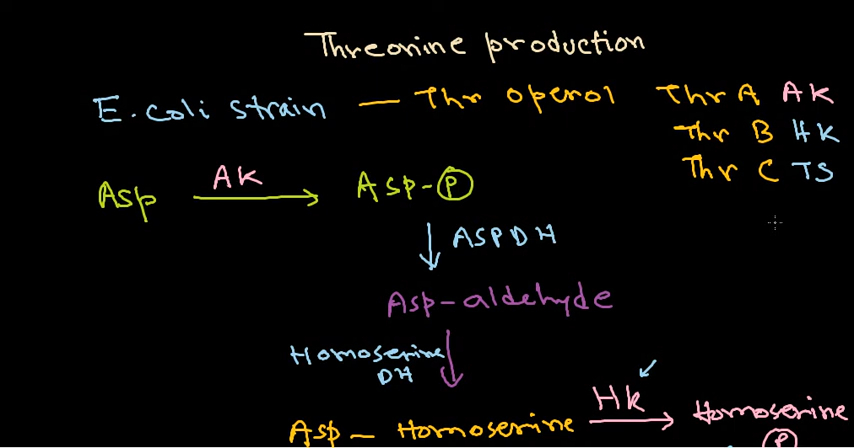 Threonine production
E.coli strain — Thr operol Thr A AK
Thr B HK
Thr C TS
Asp AK Asp-P
ASPDH
Asp-aldehyde
Homoserine
DH
Asp - Homoserine Hk Homoserine
P